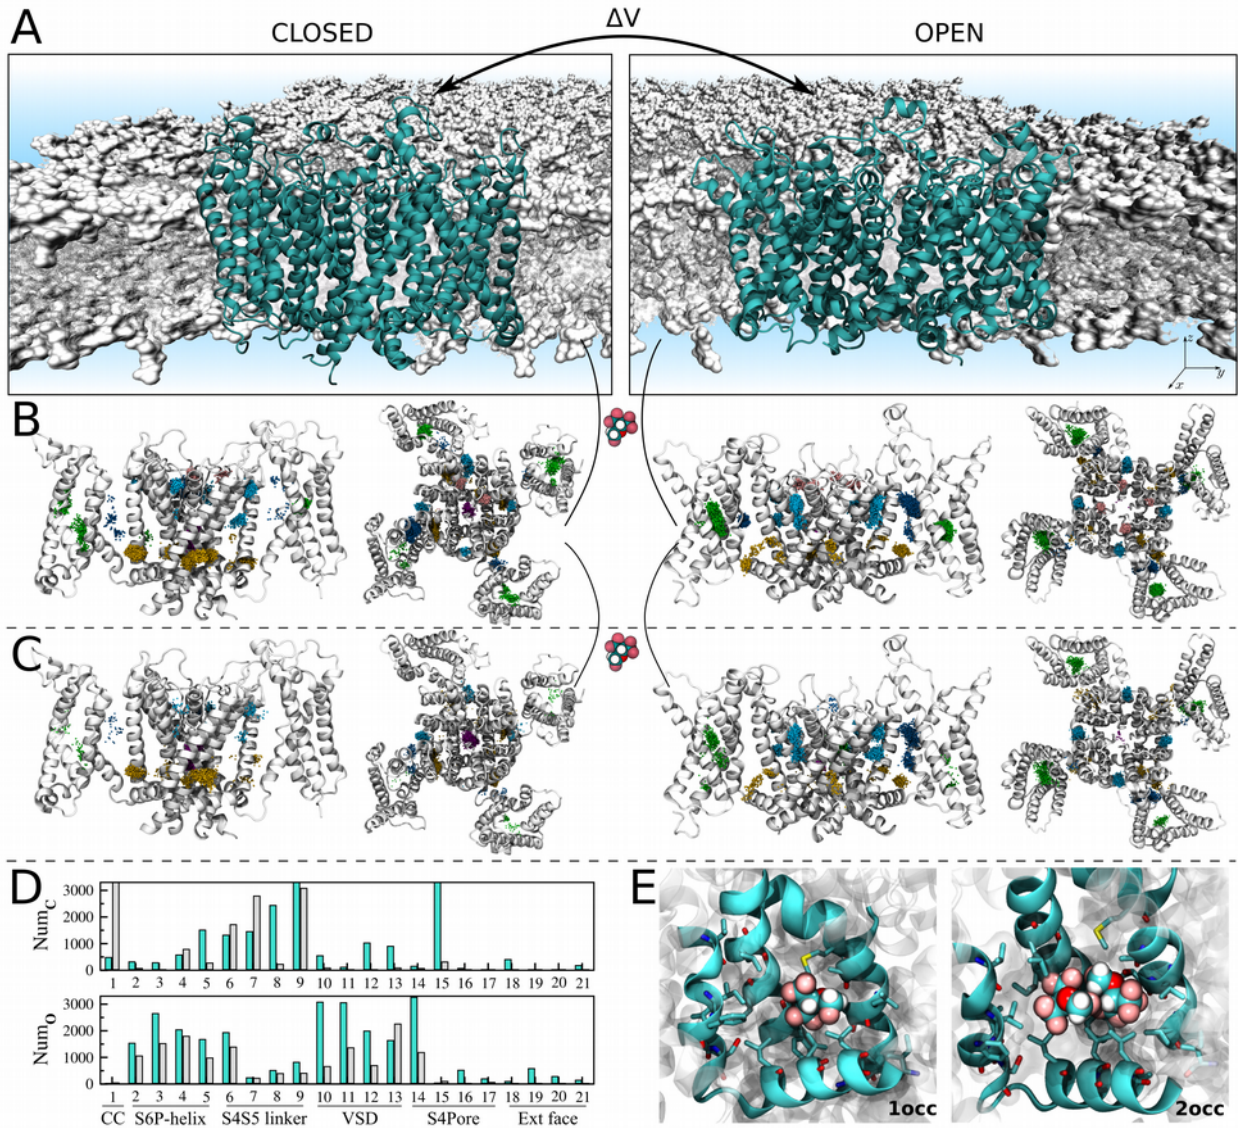 A
CLOSED
ΔV
OPEN
z
y
x
B
C
D
3000
2000
1000
0
Num_C
1 2 3 4 5 6 7 8 9 10 11 12 13 14 15 16 17 18 19 20 21
3000
2000
1000
0
Num_O
1 2 3 4 5 6 7 8 9 10 11 12 13 14 15 16 17 18 19 20 21
CC S6P-helix S4S5 linker VSD S4Pore Ext face
E
1occ
2occ